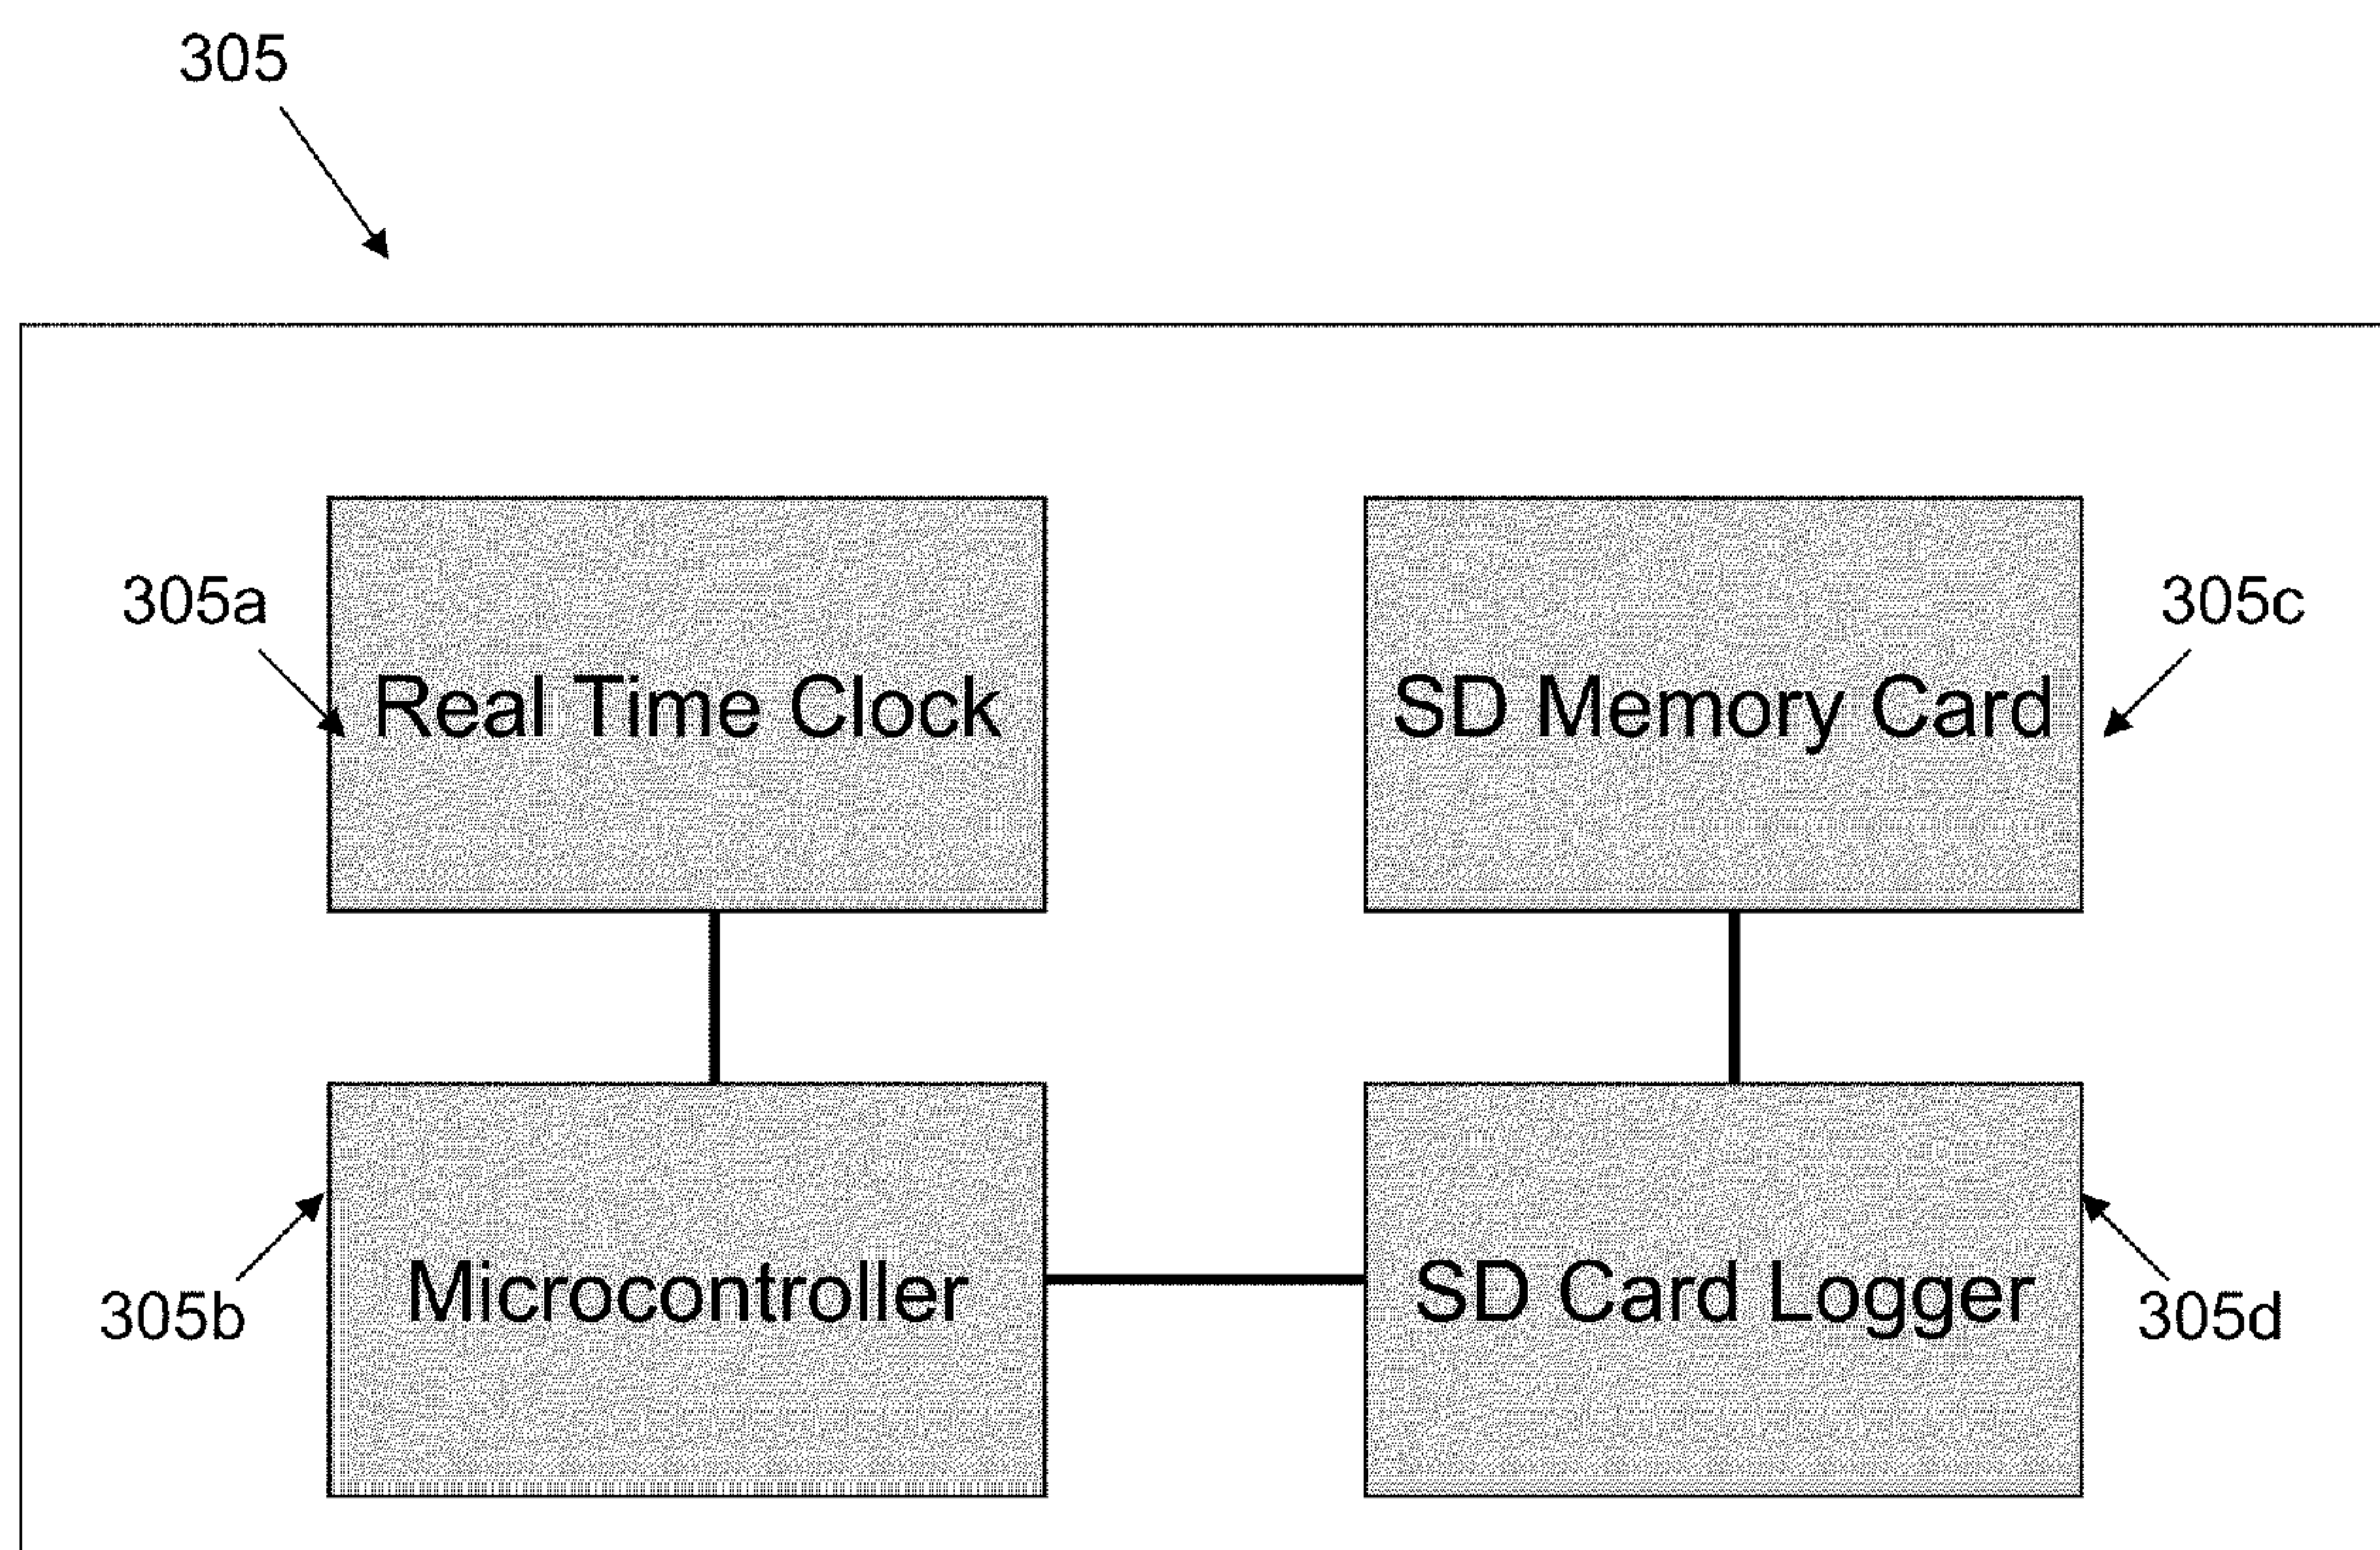 305
305a
Real Time Clock
SD Memory Card
305c
305b
Microcontroller
SD Card Logger
305d